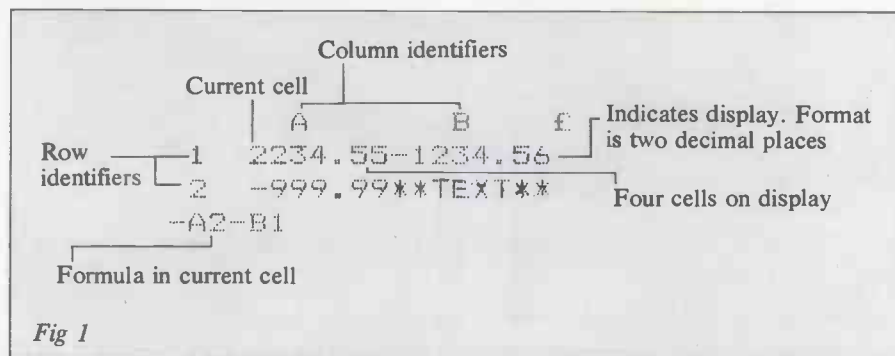 Column identifiers
Current cell
A B £
Indicates display. Format
is two decimal places
Row
identifiers
1 2234.55-1234.56
2 -999.99**TEXT**
Four cells on display
-A2-B1
Formula in current cell
Fig 1